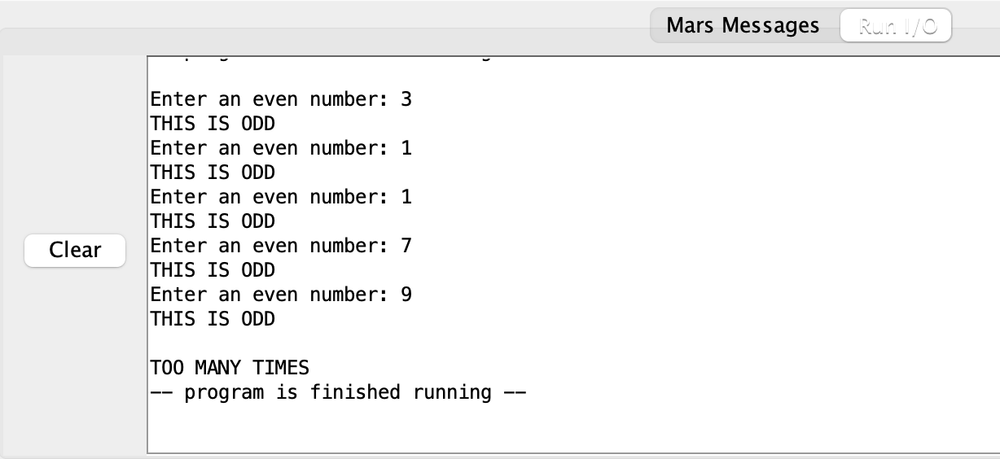 Mars Messages Run I/O
Enter an even number: 3
THIS IS ODD
Enter an even number: 1
THIS IS ODD
Enter an even number: 1
THIS IS ODD
Enter an even number: 7
THIS IS ODD
Clear
Enter an even number: 9
THIS IS ODD
TOO MANY TIMES
-- program is finished running --